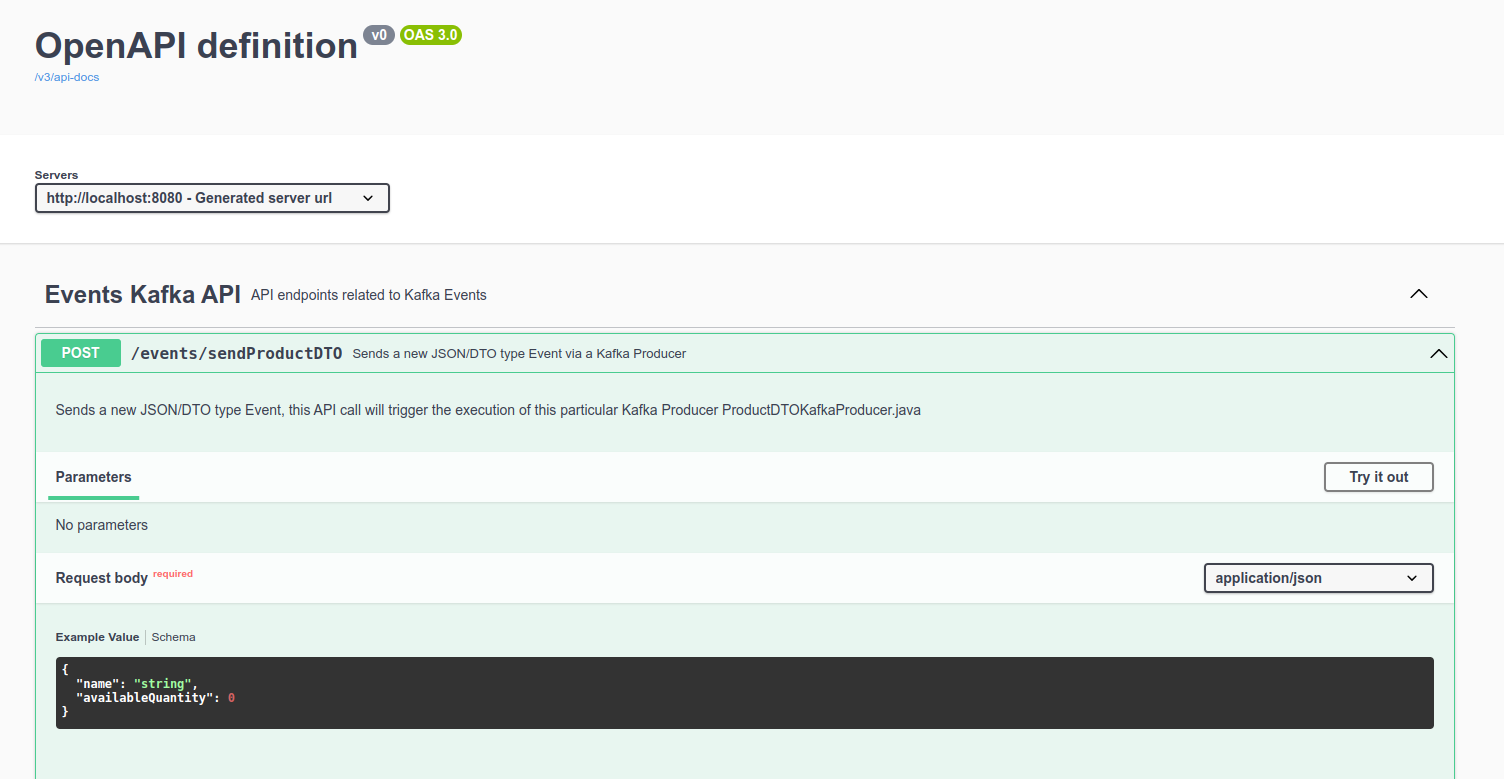 OpenAPI definition v0 OAS 3.0
/v3/api-docs
Servers
http://localhost:8080 - Generated server url
Events Kafka API API endpoints related to Kafka Events
POST /events/sendProductDTO Sends a new JSON/DTO type Event via a Kafka Producer
Sends a new JSON/DTO type Event, this API call will trigger the execution of this particular Kafka Producer ProductDTOKafkaProducer.java
Parameters Try it out
No parameters
Request body required application/json
Example Value Schema
{
  "name": "string",
  "availableQuantity": 0
}